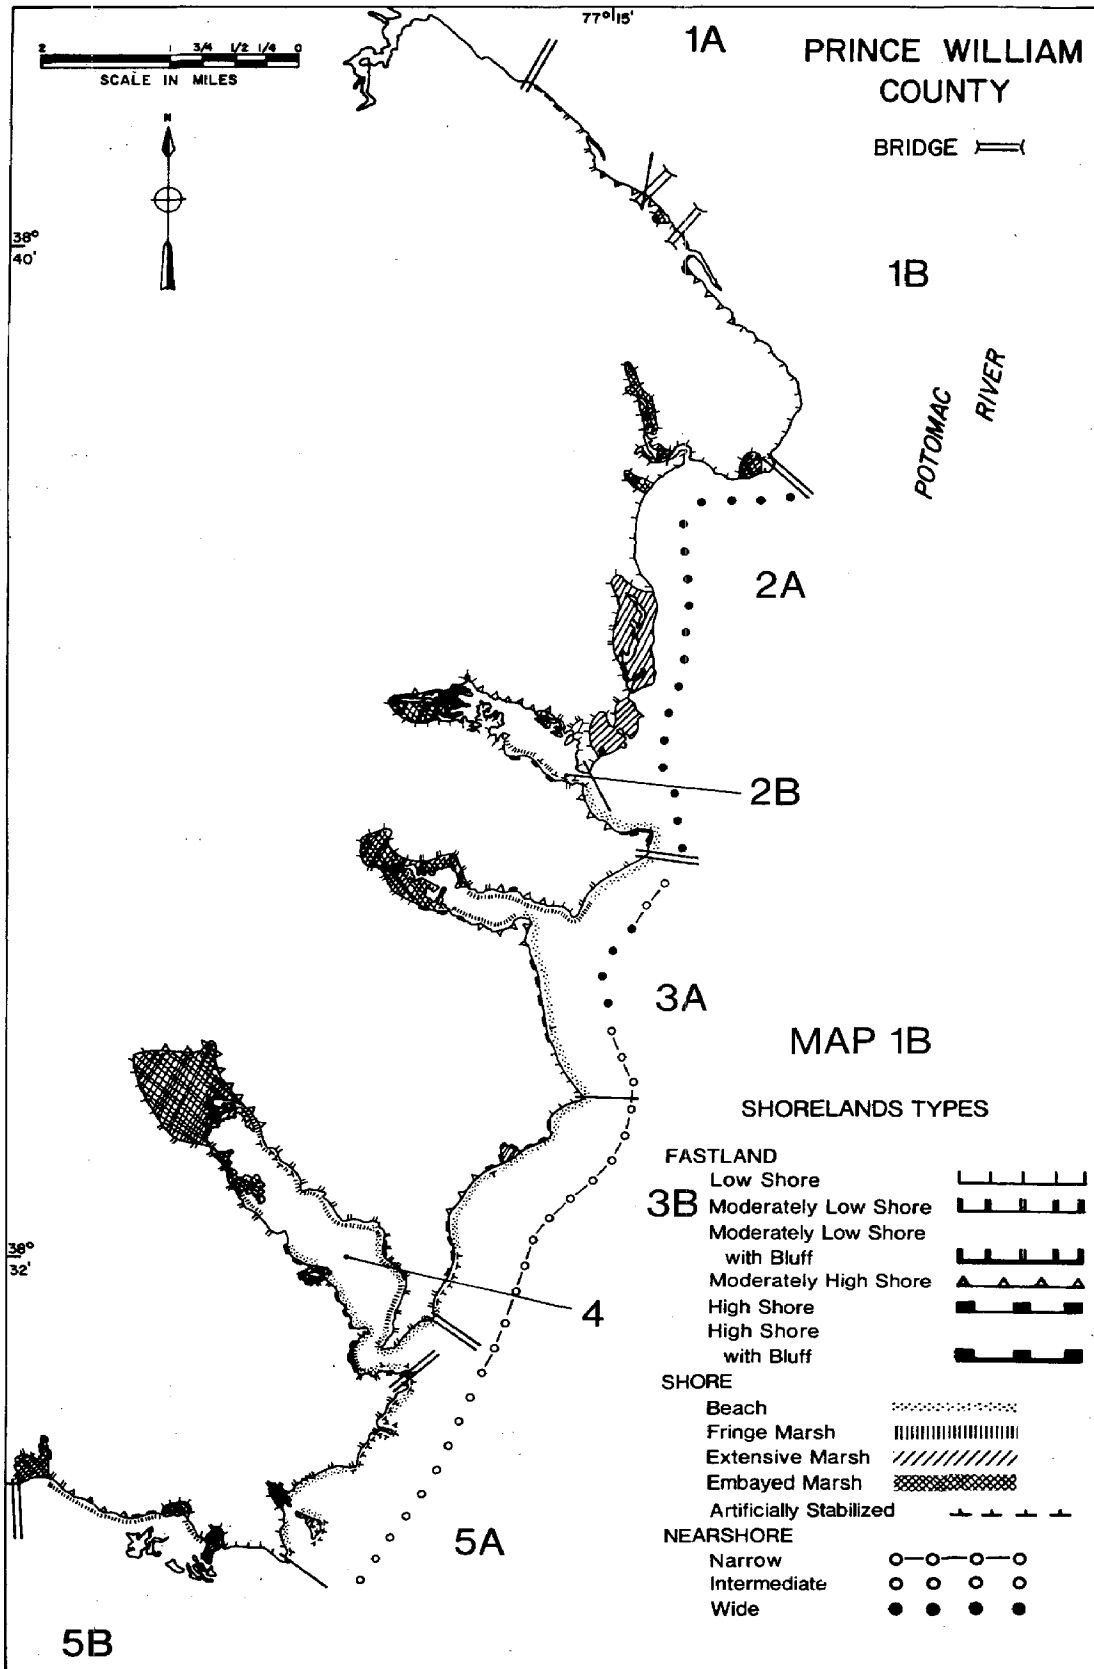 77° 15'
1A
PRINCE WILLIAM
COUNTY
2 1 3/4 1/2 1/4 0
SCALE IN MILES
N
BRIDGE
38°
40'
1B
POTOMAC
RIVER
2A
2B
3A
MAP 1B
SHORELANDS TYPES
FASTLAND
Low Shore
3B
Moderately Low Shore
Moderately Low Shore
with Bluff
38°
32'
Moderately High Shore
High Shore
4
High Shore
with Bluff
SHORE
Beach
Fringe Marsh
Extensive Marsh
Embayed Marsh
Artificially Stabilized
5A
NEARSHORE
Narrow
Intermediate
Wide
5B